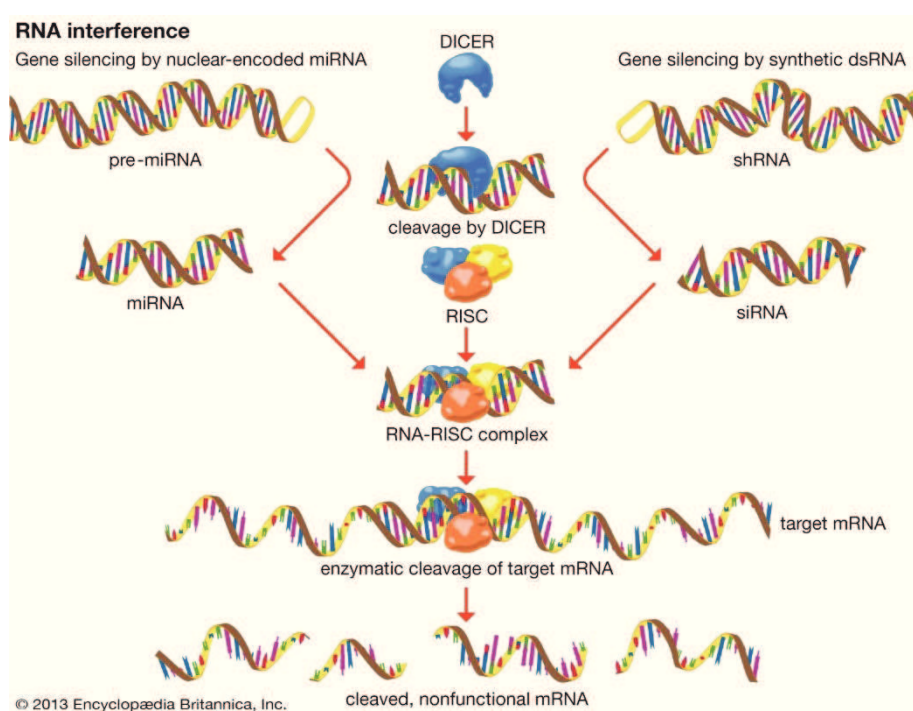 RNA interference
Gene silencing by nuclear-encoded miRNA
DICER
Gene silencing by synthetic dsRNA
pre-miRNA
shRNA
cleavage by DICER
miRNA
RISC
siRNA
RNA-RISC complex
target mRNA
enzymatic cleavage of target mRNA
cleaved, nonfunctional mRNA
© 2013 Encyclopædia Britannica, Inc.